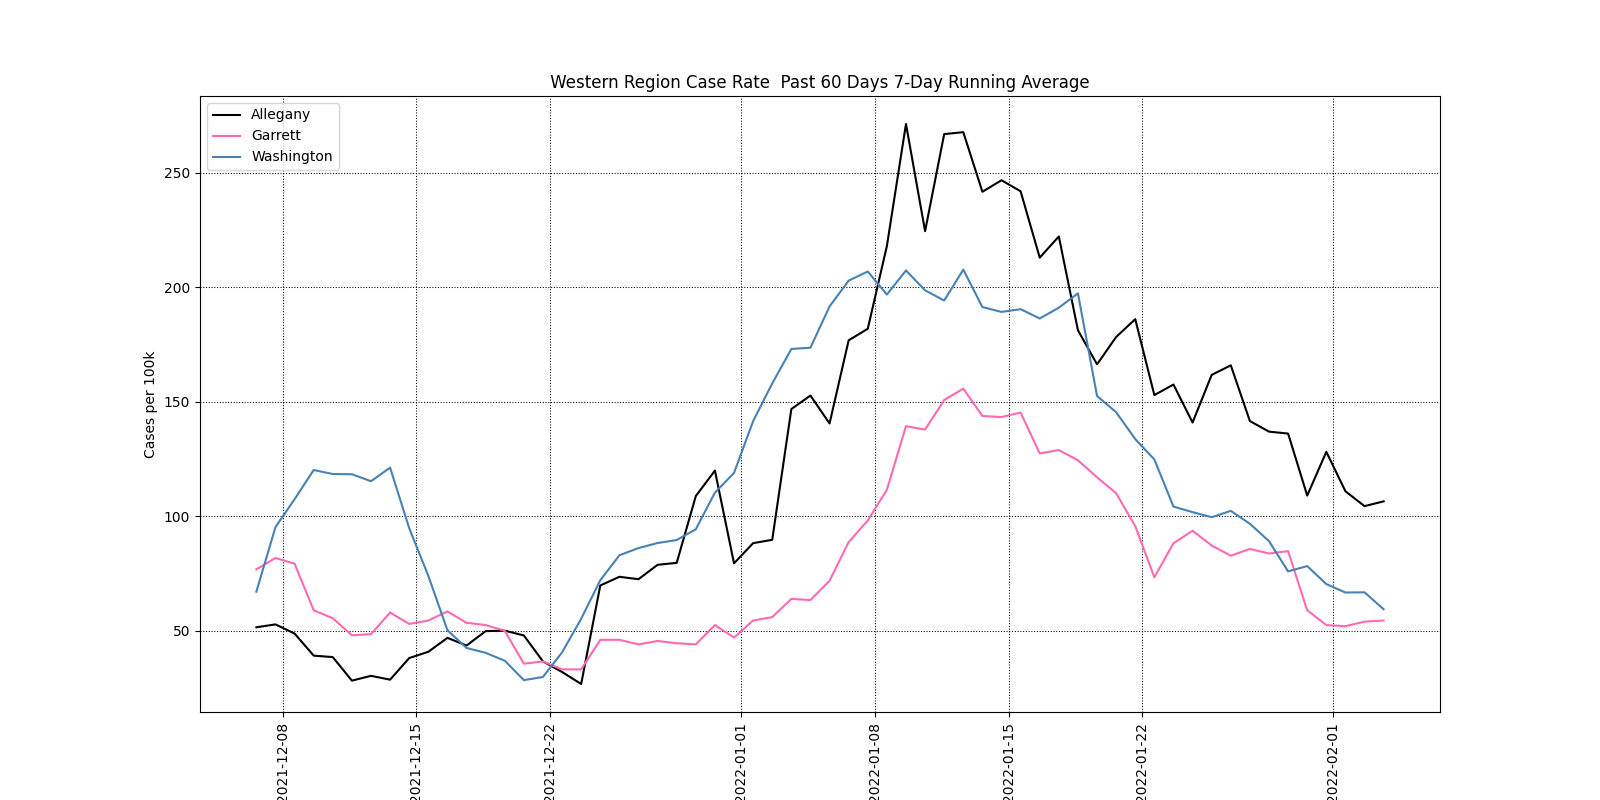 Western Region Case Rate  Past 60 Days 7-Day Running Average
Allegany
Garrett
Washington
Cases per 100k
250
200
150
100
50
2021-12-08
2021-12-15
2021-12-22
2022-01-01
2022-01-08
2022-01-15
2022-01-22
2022-02-01